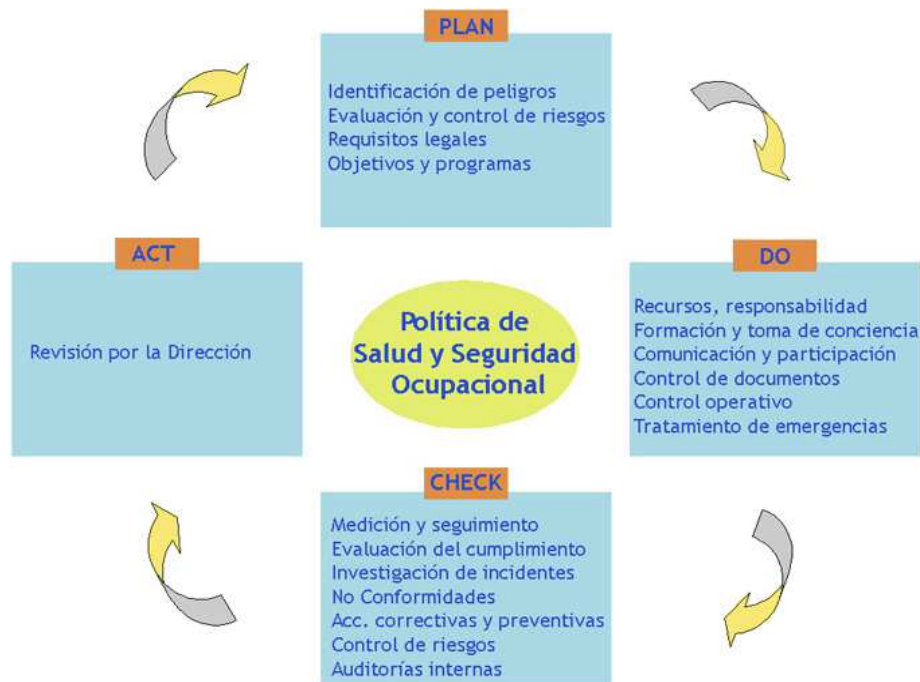 PLAN
Identificación de peligros
Evaluación y control de riesgos
Requisitos legales
Objetivos y programas
ACT
Revisión por la Dirección
Política de
Salud y Seguridad
Ocupacional
DO
Recursos, responsabilidad
Formación y toma de conciencia
Comunicación y participación
Control de documentos
Control operativo
Tratamiento de emergencias
CHECK
Medición y seguimiento
Evaluación del cumplimiento
Investigación de incidentes
No Conformidades
Acc. correctivas y preventivas
Control de riesgos
Auditorías internas